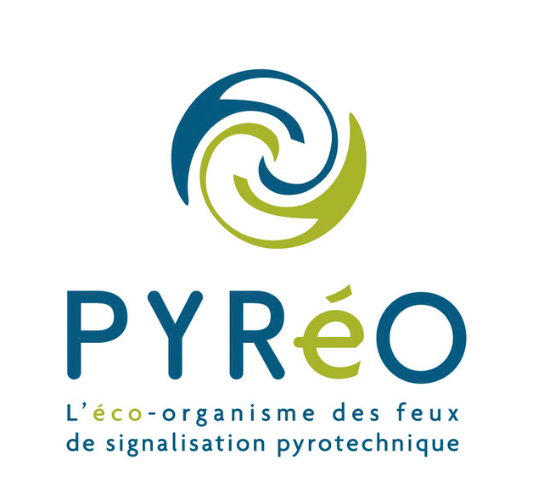 PYRéO
L'éco-organisme des feux
de signalisation pyrotechnique